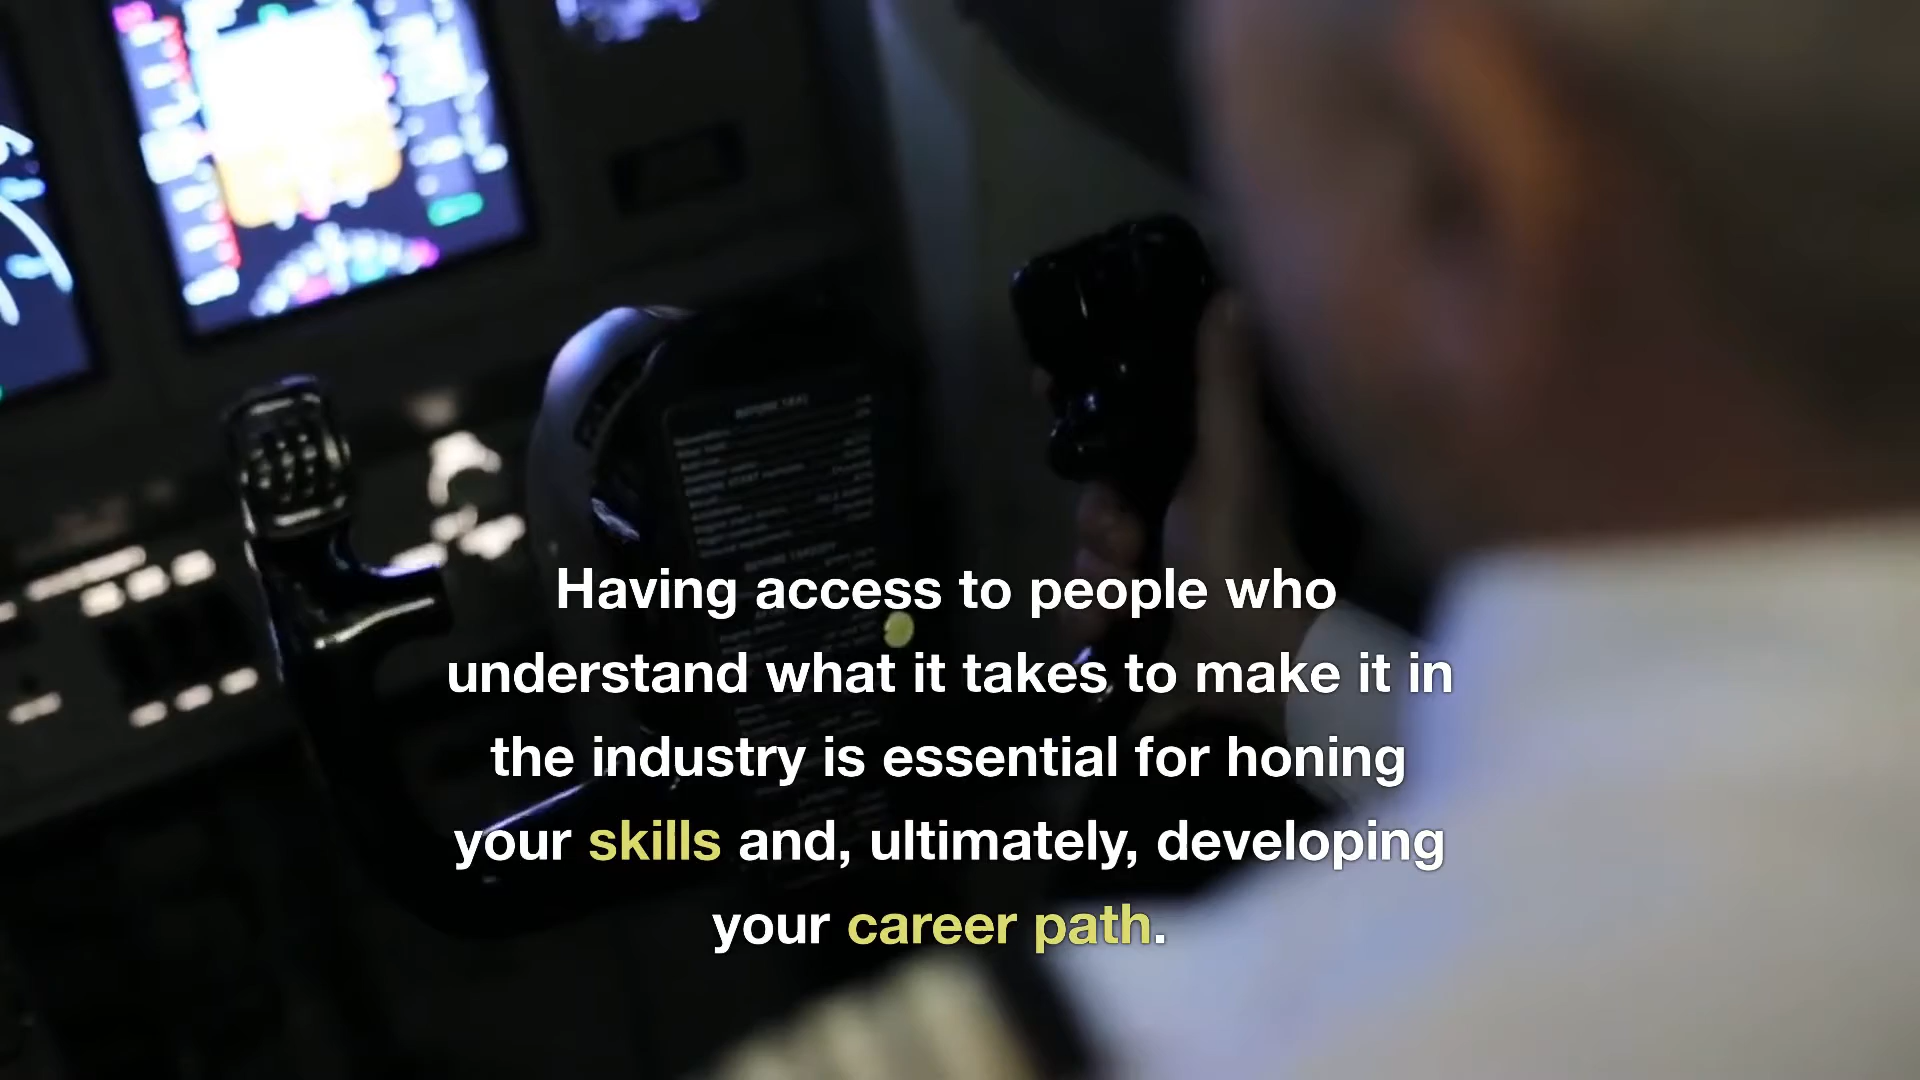 Having access to people who
understand what it takes to make it in
the industry is essential for honing
your skills and, ultimately, developing
your career path.